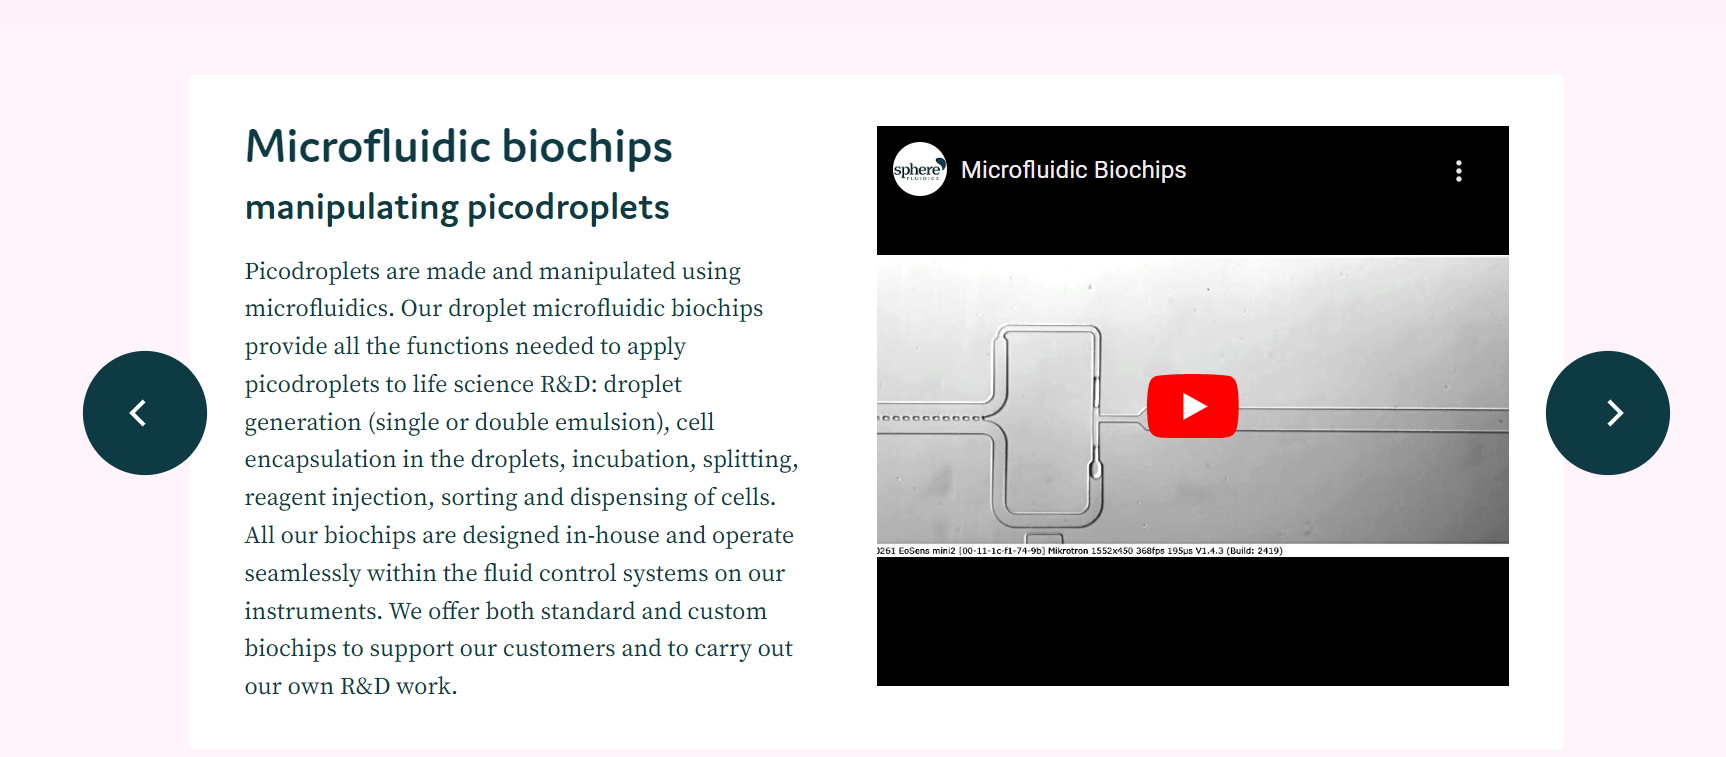 Microfluidic biochips
manipulating picodroplets
Picodroplets are made and manipulated using
microfluidics. Our droplet microfluidic biochips
provide all the functions needed to apply
picodroplets to life science R&D: droplet
generation (single or double emulsion), cell
encapsulation in the droplets, incubation, splitting,
reagent injection, sorting and dispensing of cells.
All our biochips are designed in-house and operate
seamlessly within the fluid control systems on our
instruments. We offer both standard and custom
biochips to support our customers and to carry out
our own R&D work.
sphere
FLUIDICS
Microfluidic Biochips
0261 EoSens mini2 [00-11-1c-f1-74-9b] Mikrotron 1552x450 368fps 195µs V1.4.3 (Build: 2419)